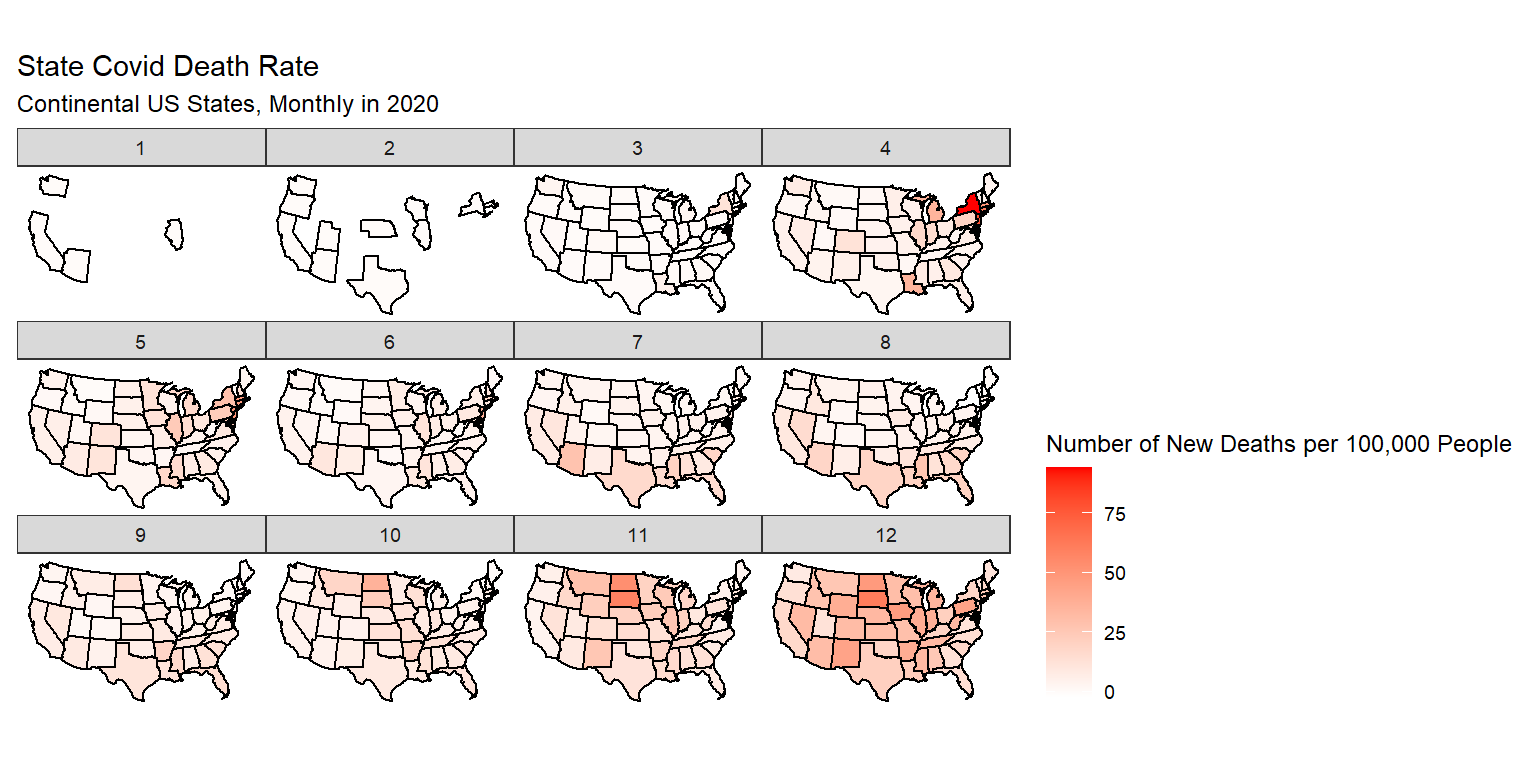 State Covid Death Rate
Continental US States, Monthly in 2020
1 2 3 4
5 6 7 8
9 10 11 12
Number of New Deaths per 100,000 People
75
50
25
0